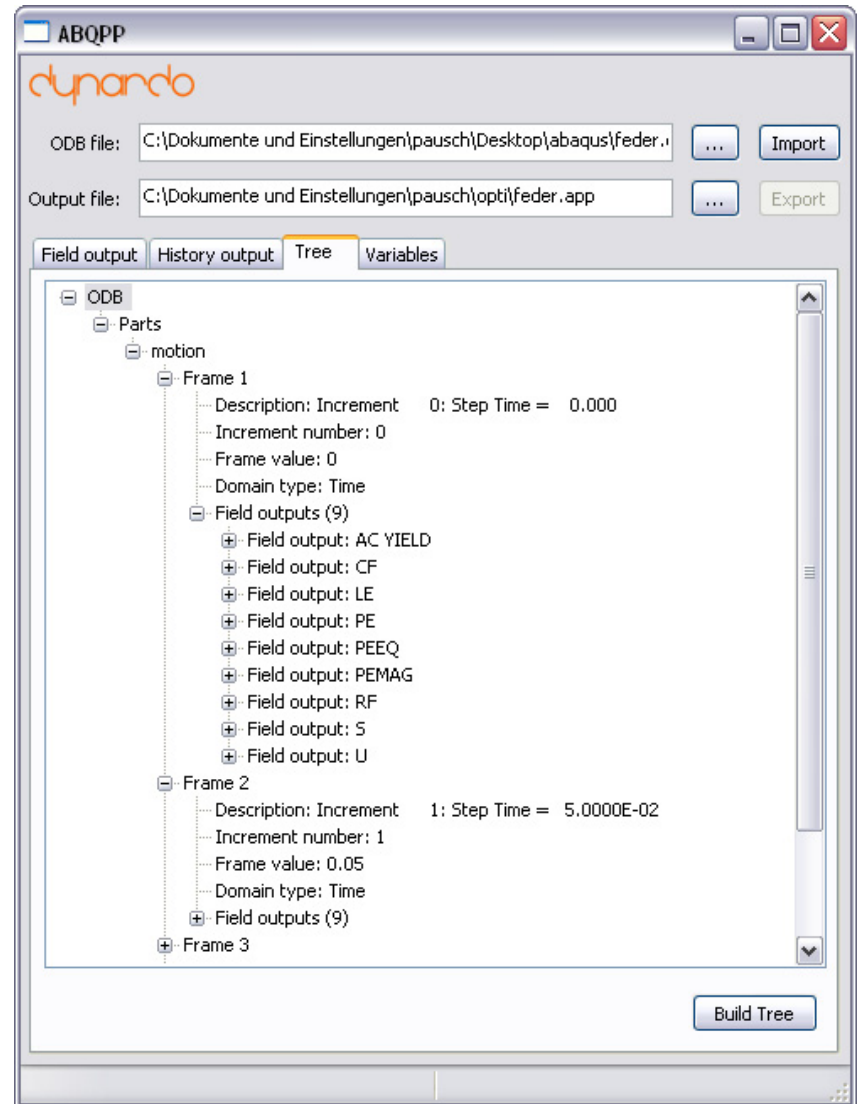 ABQPP
dynardo
ODB file: C:\Dokumente und Einstellungen\pausch\Desktop\abaqus\feder. ... Import
Output file: C:\Dokumente und Einstellungen\pausch\opti\feder.app ... Export
Field output History output Tree Variables
ODB
Parts
motion
Frame 1
Description: Increment 0: Step Time = 0.000
Increment number: 0
Frame value: 0
Domain type: Time
Field outputs (9)
Field output: AC YIELD
Field output: CF
Field output: LE
Field output: PE
Field output: PEEQ
Field output: PEMAG
Field output: RF
Field output: S
Field output: U
Frame 2
Description: Increment 1: Step Time = 5.0000E-02
Increment number: 1
Frame value: 0.05
Domain type: Time
Field outputs (9)
Frame 3
Build Tree